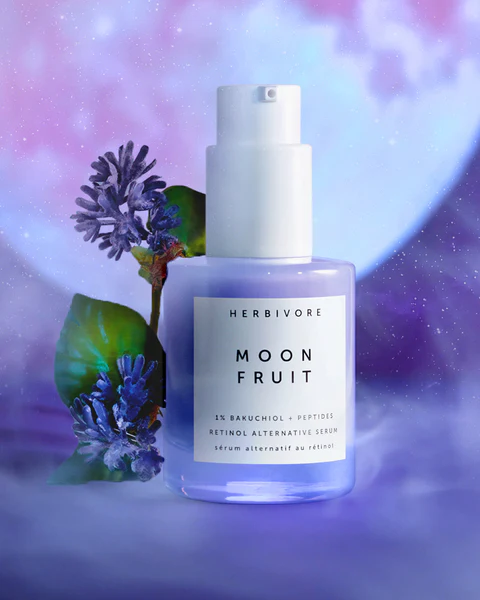 HERBIVORE
MOON
FRUIT
1% BAKUCHIOL + PEPTIDES
RETINOL ALTERNATIVE SERUM
sérum alternatif au rétinol